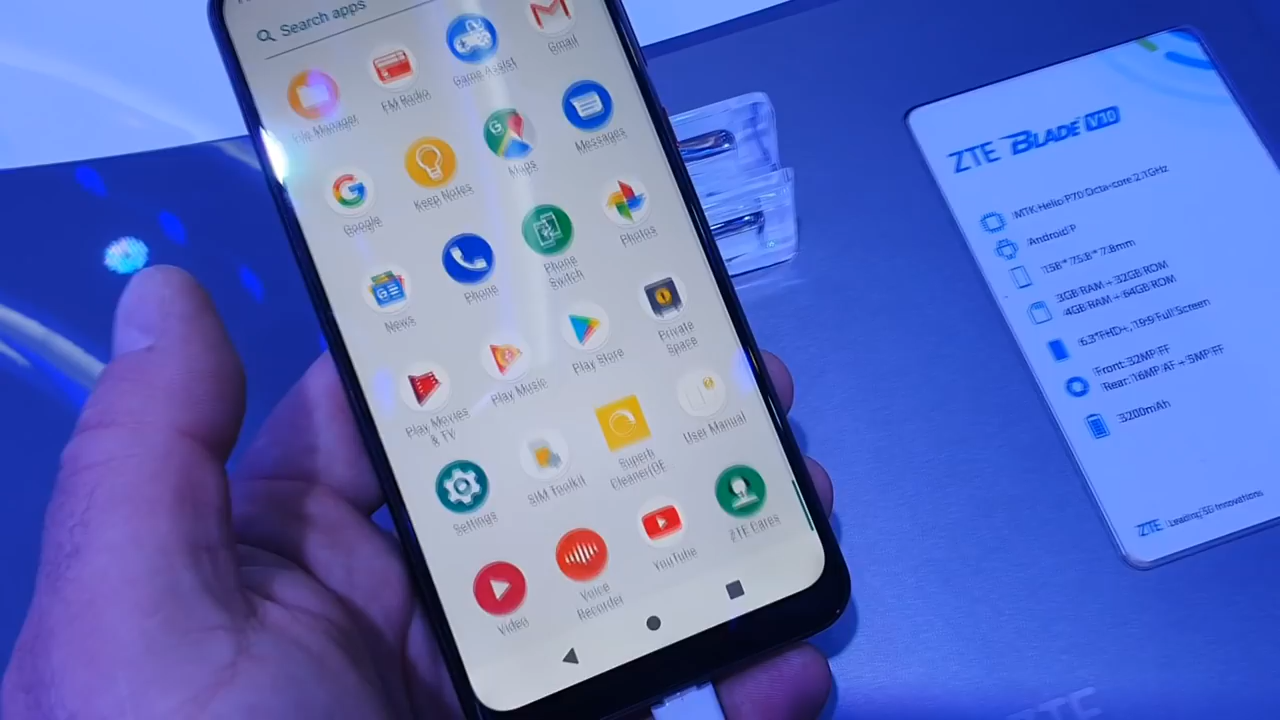 Search apps
File Manager
FM Radio
Game Assist
Gmail
Google
Keep Notes
Maps
Messages
News
Phone
Phone
Switch
Photos
Play Movies
& TV
Play Music
Play Store
Private
Space
Settings
SIM Toolkit
Superb
Cleaner(OE
User Manual
Video
Voice
Recorder
YouTube
ZTE Cares
ZTE BLADE V10
MTK Helio P70 Octa-core 2.1GHz
Android P
158* 75.8* 7.8mm
3GB RAM + 32GB ROM
4GB RAM + 64GB ROM
6.3" FHD+, 19:9 Full Screen
Front: 32MP FF
Rear: 16MP AF + 5MP FF
3200mAh
ZTE Leading 5G Innovations
ZTE